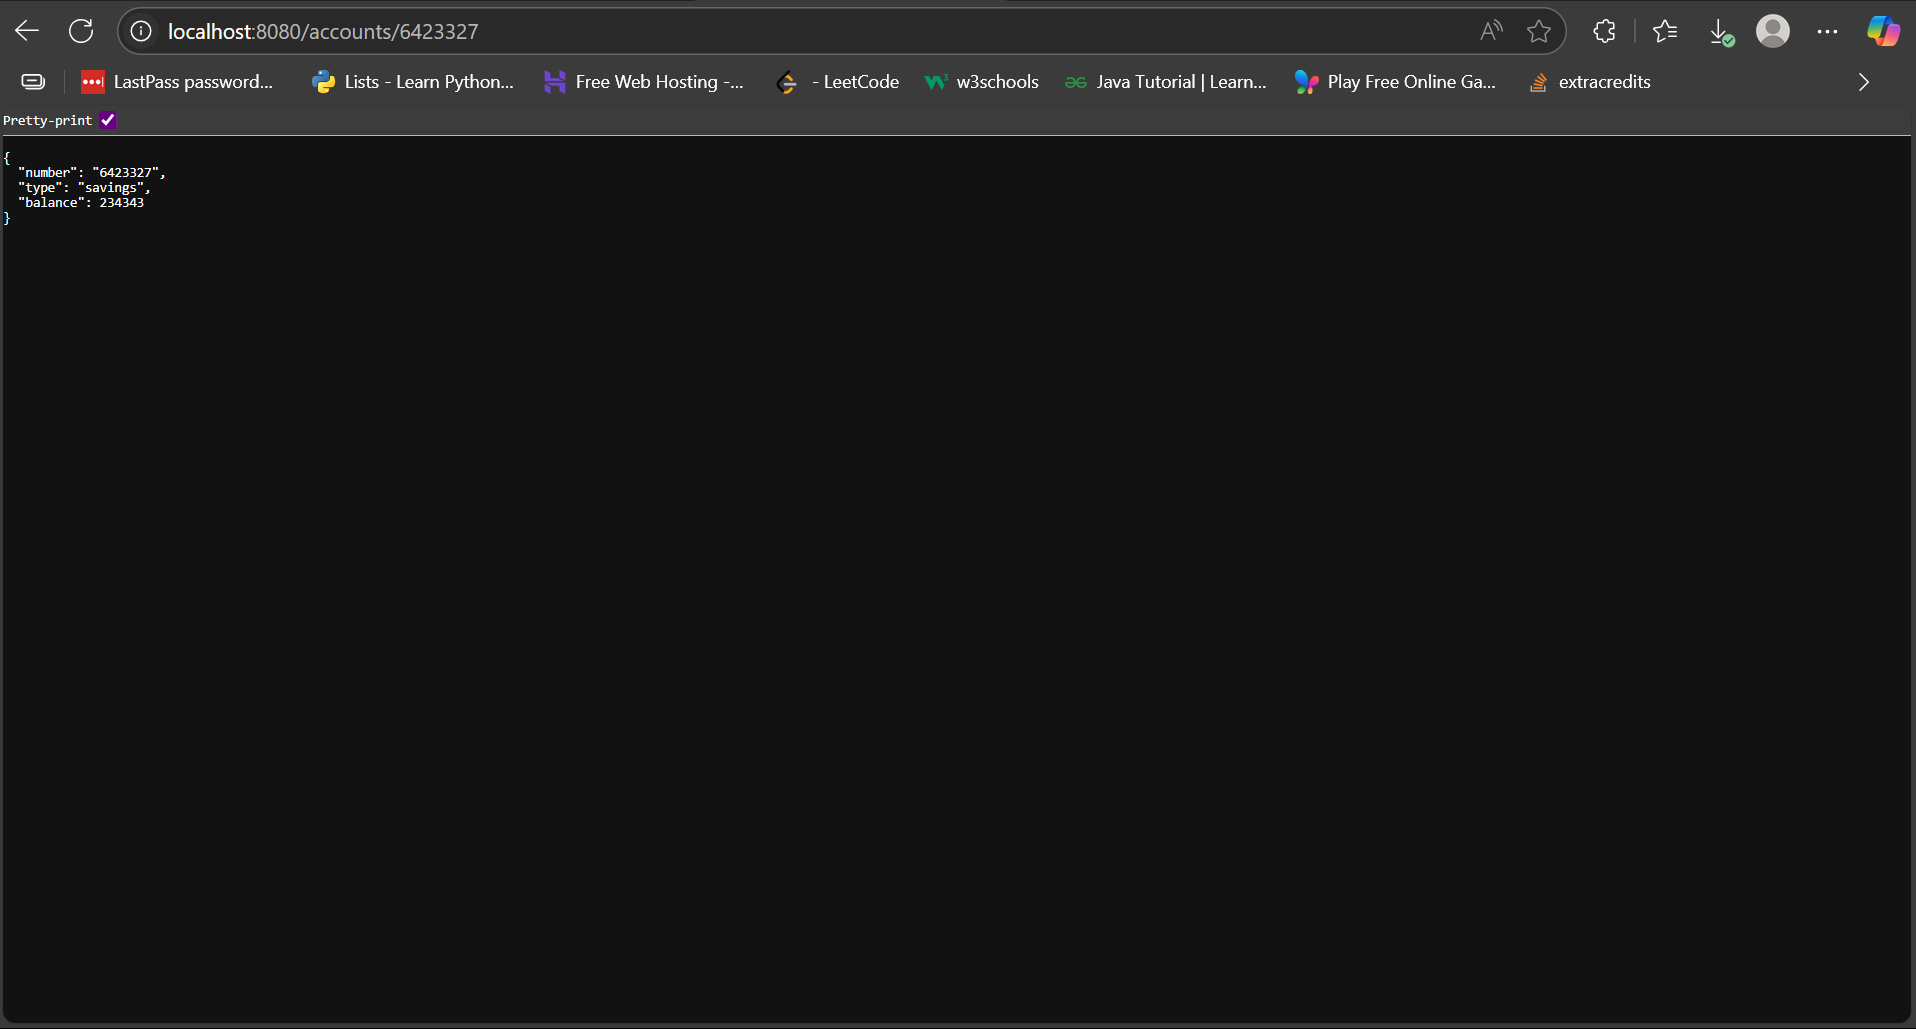 localhost:8080/accounts/6423327
LastPass password... Lists - Learn Python... Free Web Hosting -... - LeetCode w3schools Java Tutorial | Learn... Play Free Online Ga... extracredits
Pretty-print
{
  "number": "6423327",
  "type": "savings",
  "balance": 234343
}